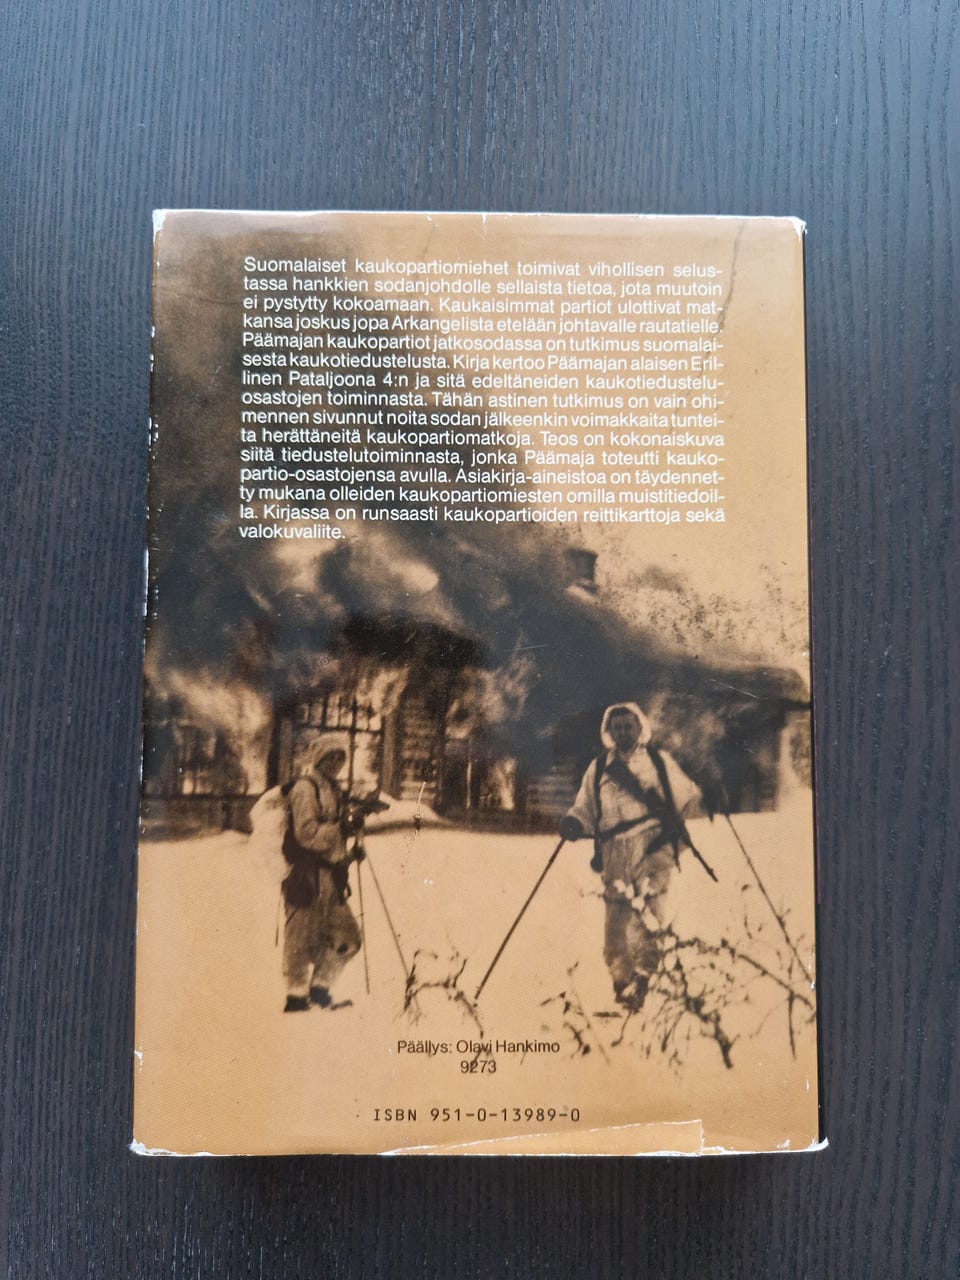 Suomalaiset kaukopartiomiehet toimivat vihollisen selus-
tassa hankkien sodanjohdolle sellaista tietoa, jota muutoin
ei pystytty kokoamaan. Kaukaisimmat partiot ulottivat mat-
kansa joskus jopa Arkangelista etelään johtavalle rautatielle.
Päämajan kaukopartiot jatkosodassa on tutkimus suomalai-
sesta kaukotiedustelusta. Kirja kertoo Päämajan alaisen Eril-
linen Pataljoona 4:n ja sitä edeltäneiden kaukotiedustelu-
osastojen toiminnasta. Tähän astinen tutkimus on vain ohi-
mennen sivunnut noita sodan jälkeenkin voimakkaita tuntei-
ta herättäneitä kaukopartiomatkoja. Teos on kokonaiskuva
siitä tiedustelutoiminnasta, jonka Päämaja toteutti kauko-
partio-osastojensa avulla. Asiakirja-aineistoa on täydennet-
ty mukana olleiden kaukopartiomiesten omilla muistitiedoil-
la. Kirjassa on runsaasti kaukopartioiden reittikarttoja sekä
valokuvaliite.
Päällys: Olavi Hankimo
9273
ISBN 951-0-13989-0